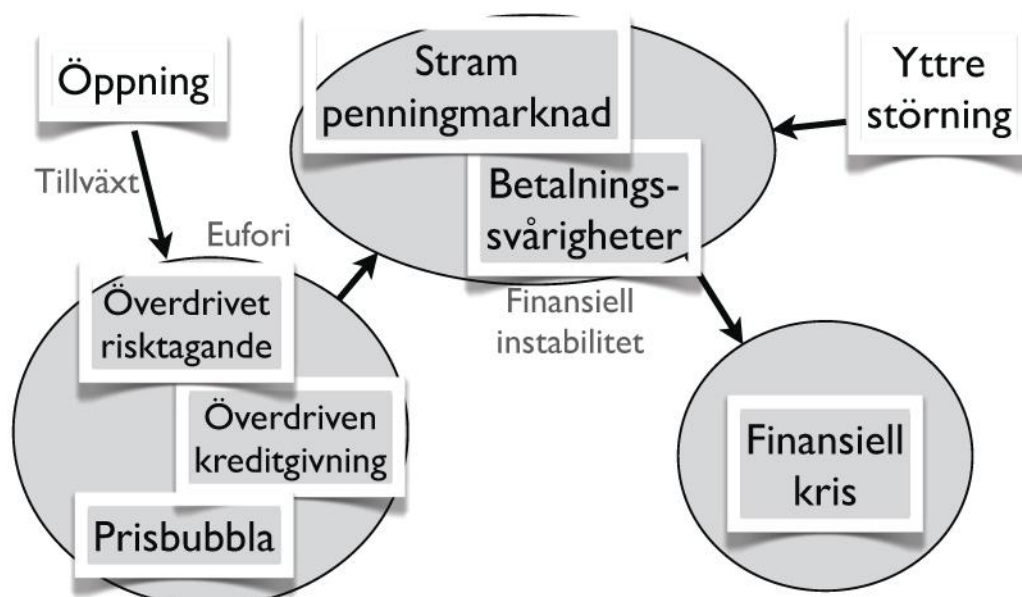 Öppning
Tillväxt
Eufori
Överdrivet
risktagande
Överdriven
kreditgivning
Prisbubbla
Stram
penningmarknad
Betalnings-
svårigheter
Finansiell
instabilitet
Yttre
störning
Finansiell
kris